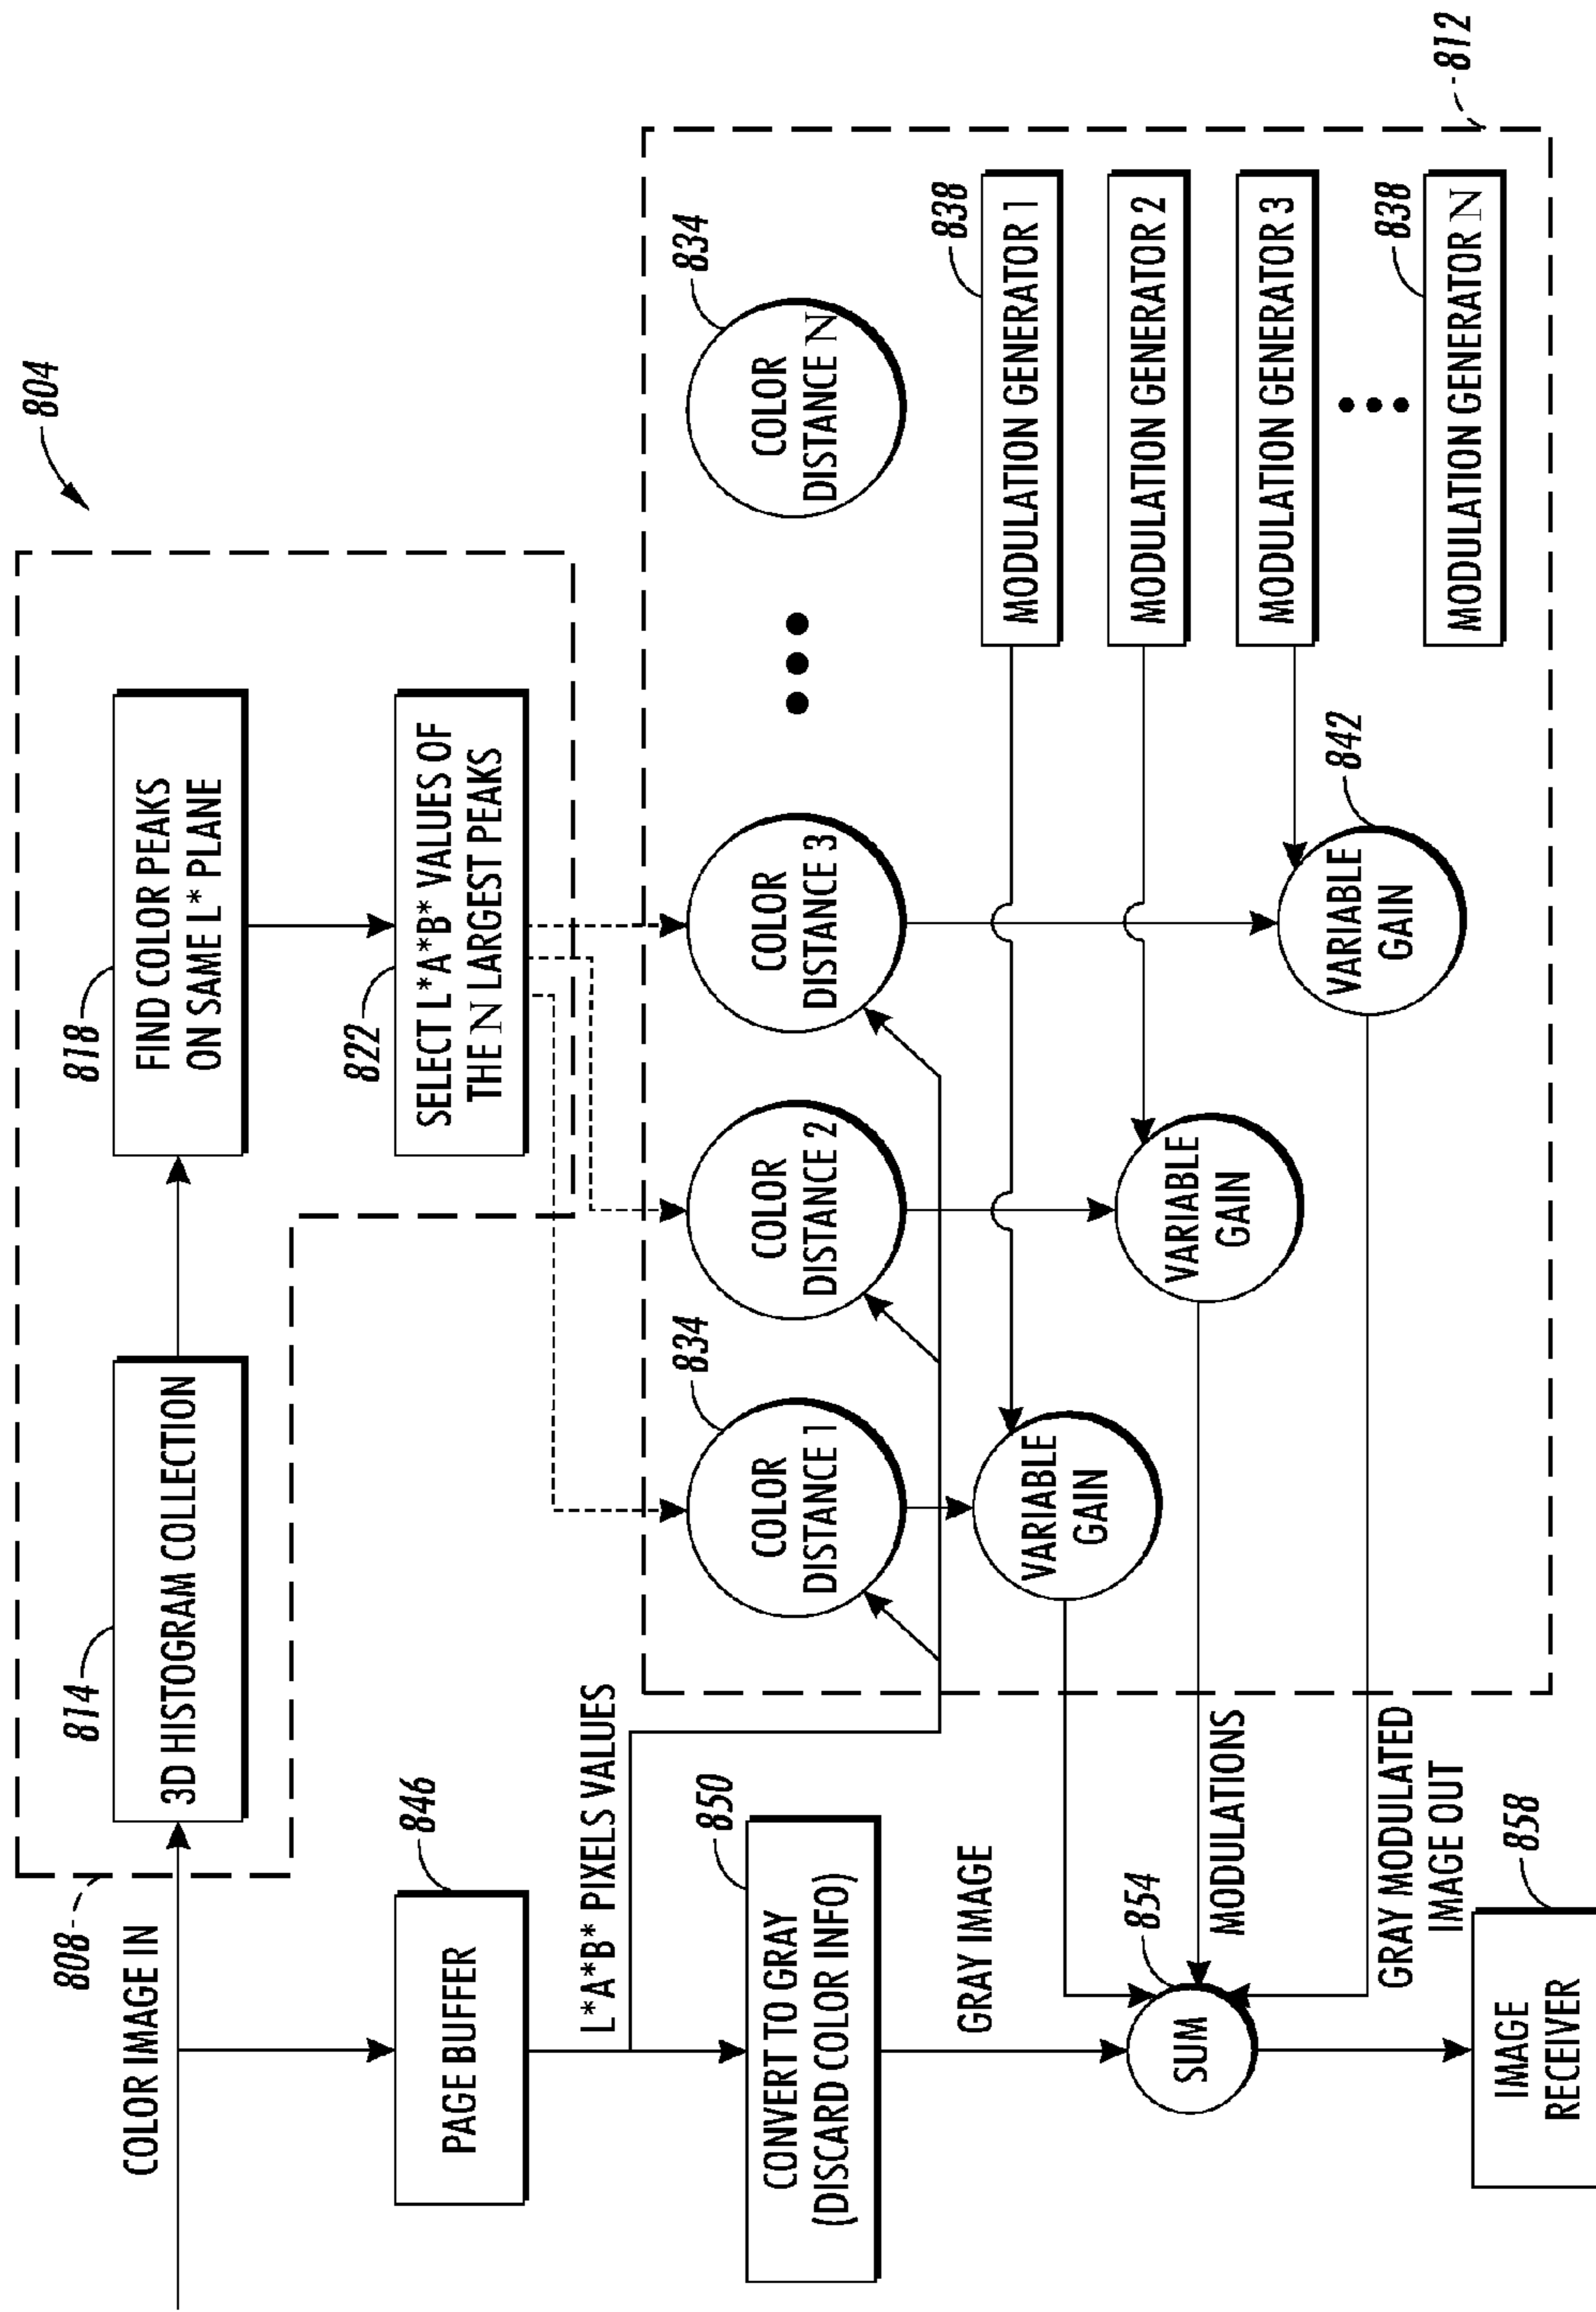 804
COLOR IMAGE IN
808
814
3D HISTOGRAM COLLECTION
818
FIND COLOR PEAKS
ON SAME L* PLANE
822
SELECT L*A*B* VALUES OF
THE N LARGEST PEAKS
846
PAGE BUFFER
L*A*B* PIXELS VALUES
850
CONVERT TO GRAY
(DISCARD COLOR INFO)
GRAY IMAGE
854
SUM
MODULATIONS
GRAY MODULATED
IMAGE OUT
858
IMAGE
RECEIVER
834
COLOR
DISTANCE 1
COLOR
DISTANCE 2
COLOR
DISTANCE 3
834
COLOR
DISTANCE N
VARIABLE
GAIN
VARIABLE
GAIN
842
VARIABLE
GAIN
838
MODULATION GENERATOR 1
MODULATION GENERATOR 2
MODULATION GENERATOR 3
838
MODULATION GENERATOR N
812